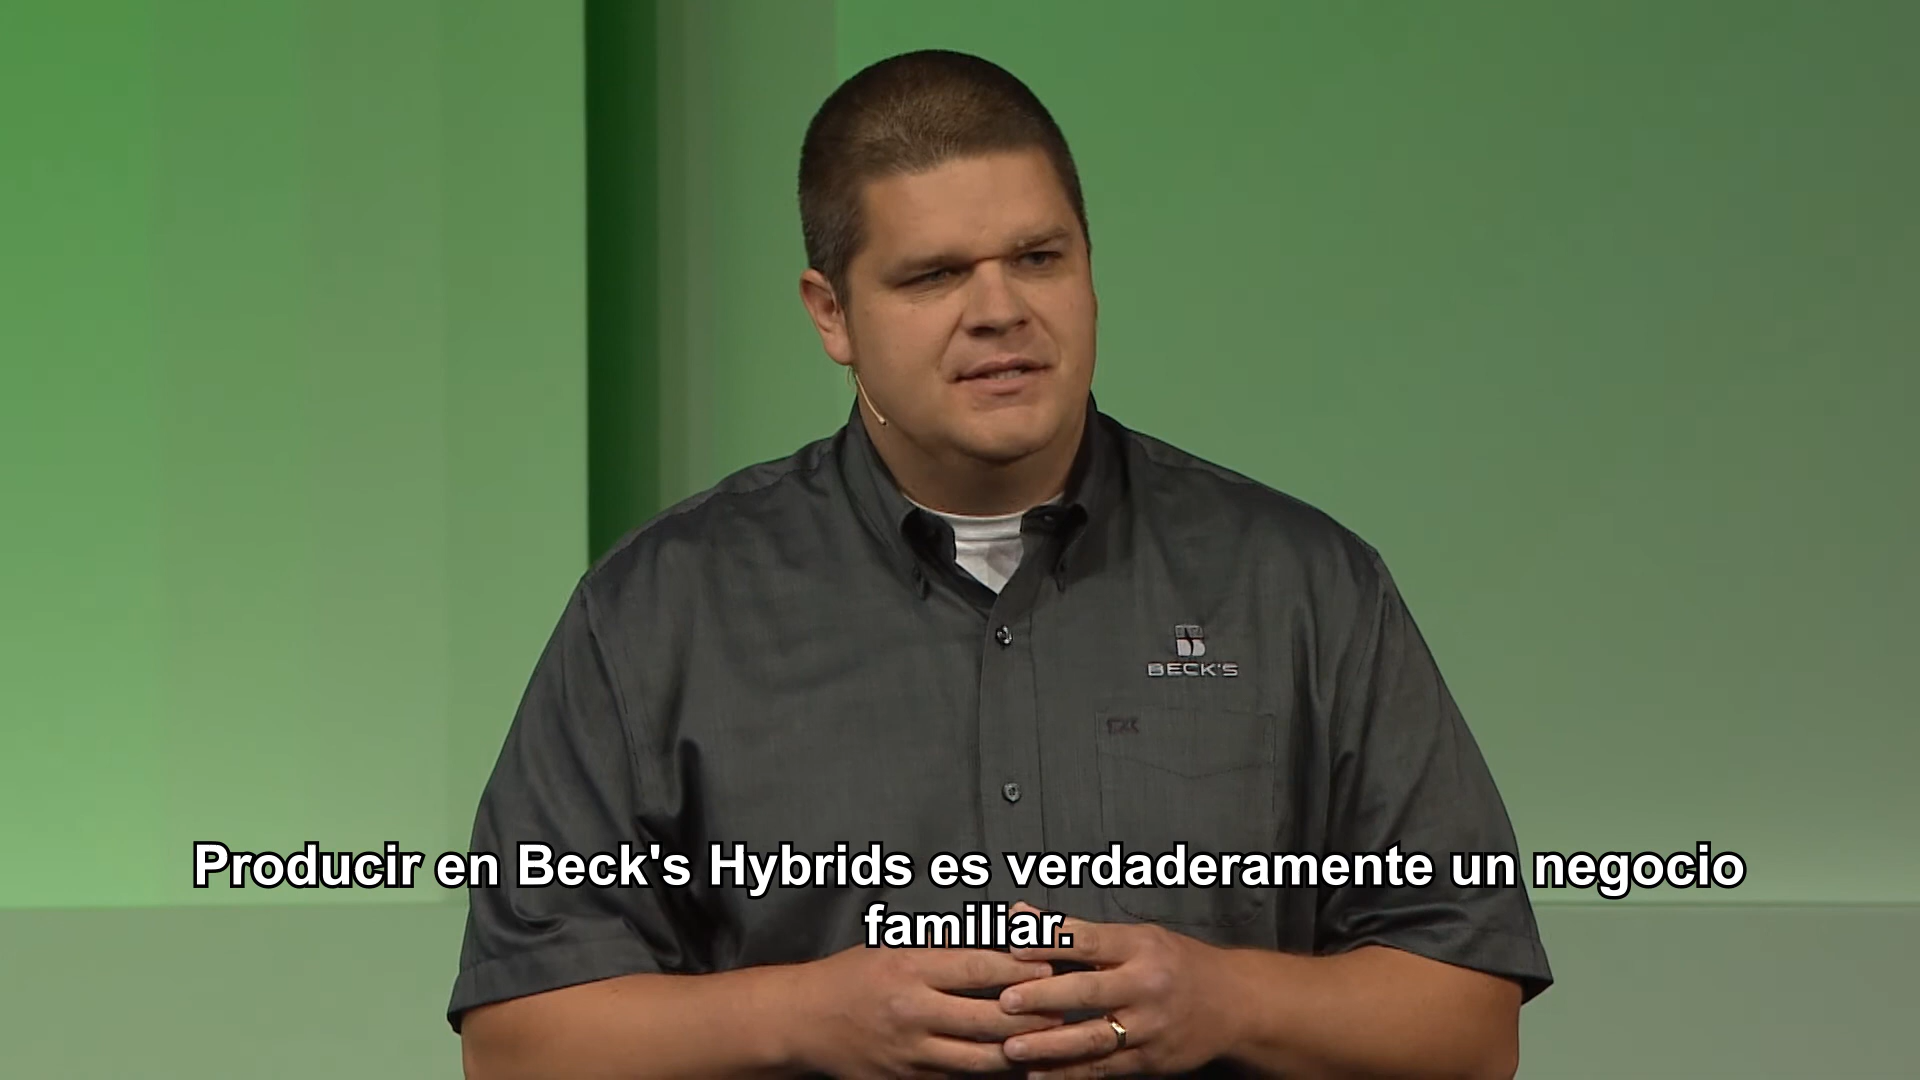 BECK'S
Producir en Beck's Hybrids es verdaderamente un negocio
familiar.